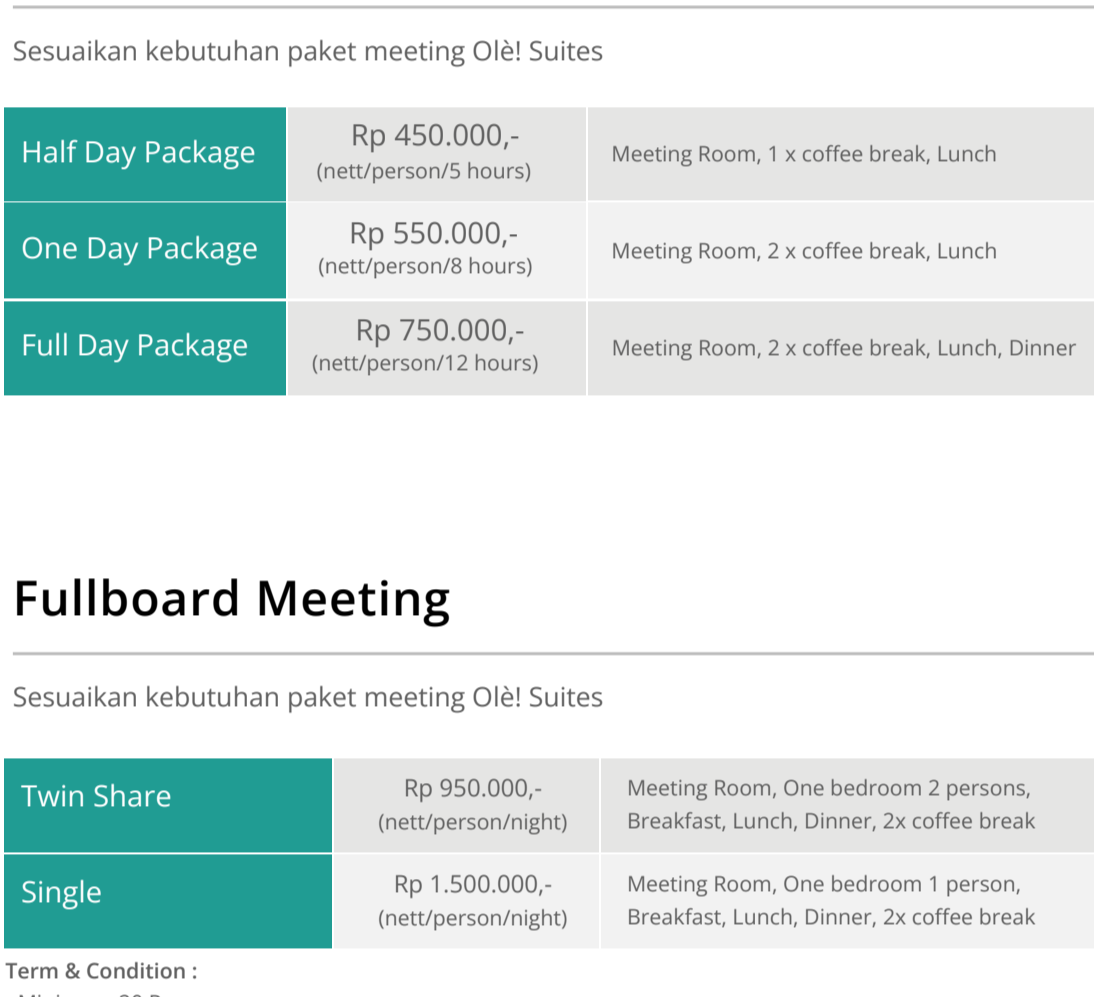 Sesuaikan kebutuhan paket meeting Olè! Suites
Half Day Package
Rp 450.000,-
(nett/person/5 hours)
Meeting Room, 1 x coffee break, Lunch
One Day Package
Rp 550.000,-
(nett/person/8 hours)
Meeting Room, 2 x coffee break, Lunch
Full Day Package
Rp 750.000,-
(nett/person/12 hours)
Meeting Room, 2 x coffee break, Lunch, Dinner
Fullboard Meeting
Sesuaikan kebutuhan paket meeting Olè! Suites
Twin Share
Rp 950.000,-
(nett/person/night)
Meeting Room, One bedroom 2 persons,
Breakfast, Lunch, Dinner, 2x coffee break
Single
Rp 1.500.000,-
(nett/person/night)
Meeting Room, One bedroom 1 person,
Breakfast, Lunch, Dinner, 2x coffee break
Term & Condition :